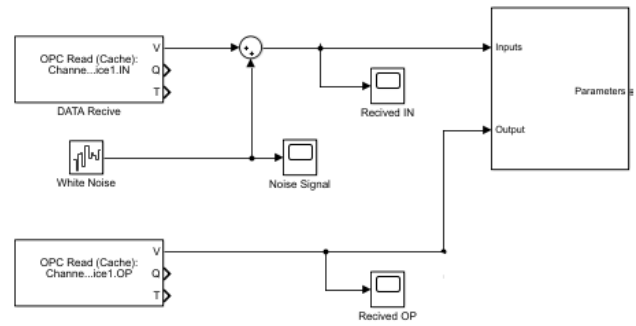 OPC Read (Cache):
Channe...ice1.IN
V
Q
T
DATA Recive
++
Recived IN
Inputs
Parameters
Output
White Noise
Noise Signal
OPC Read (Cache):
Channe...ice1.OP
V
Q
T
Recived OP